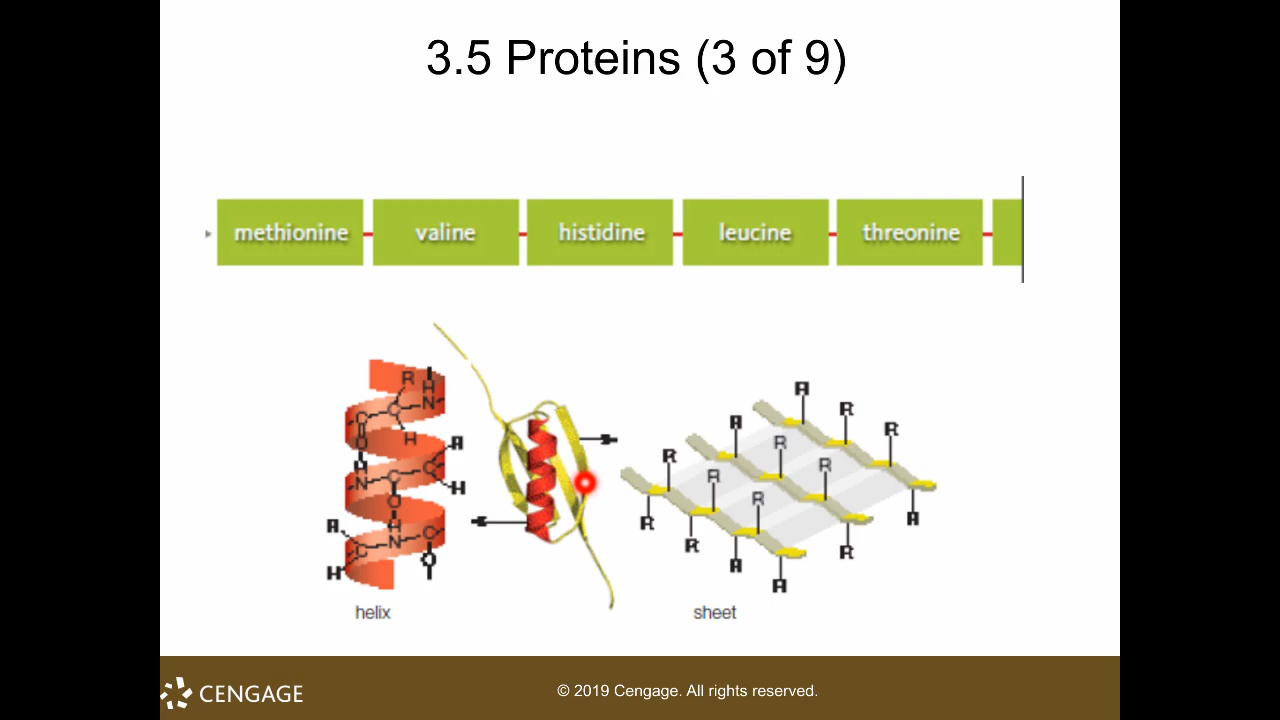 3.5 Proteins (3 of 9)
methionine valine histidine leucine threonine
helix
sheet
CENGAGE
© 2019 Cengage. All rights reserved.